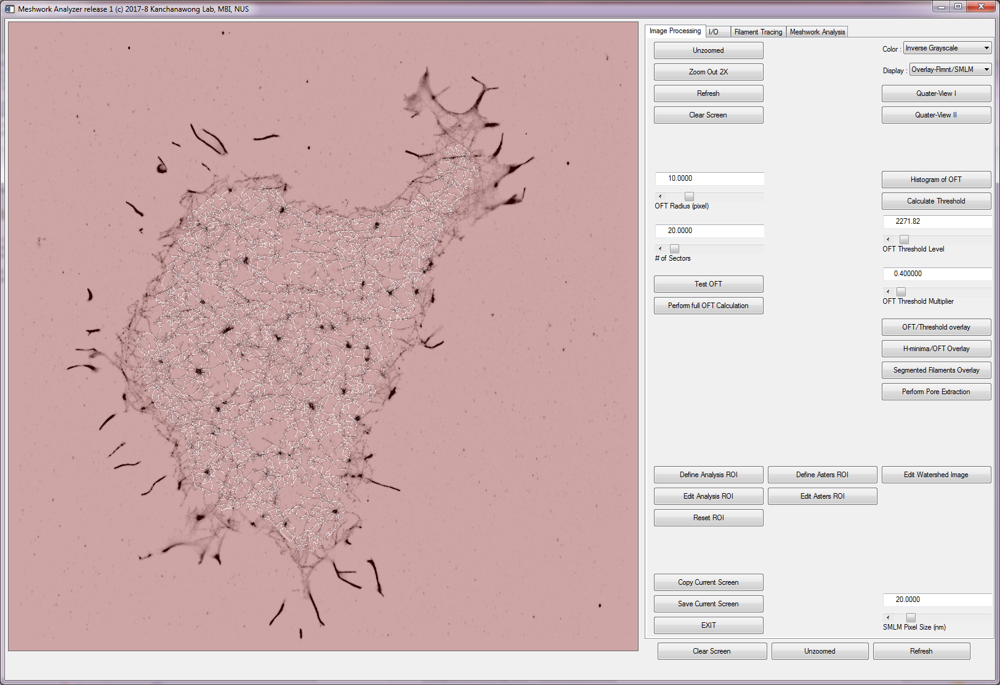 Meshwork Analyzer release 1 (c) 2017-8 Kanchanawong Lab, MBI, NUS
Image Processing I/O Filament Tracing Meshwork Analysis
Unzoomed
Color : Inverse Grayscale
Zoom Out 2X
Display : Overlay-Flmnt/SMLM
Refresh
Quater-View I
Clear Screen
Quater-View II
10.0000
Histogram of OFT
OFT Radius (pixel)
Calculate Threshold
20.0000
2271.82
# of Sectors
OFT Threshold Level
0.400000
Test OFT
OFT Threshold Multiplier
Perform full OFT Calculation
OFT/Threshold overlay
H-minima/OFT Overlay
Segmented Filaments Overlay
Perform Pore Extraction
Define Analysis ROI
Define Asters ROI
Edit Watershed Image
Edit Analysis ROI
Edit Asters ROI
Reset ROI
Copy Current Screen
Save Current Screen
20.0000
EXIT
SMLM Pixel Size (nm)
Clear Screen
Unzoomed
Refresh